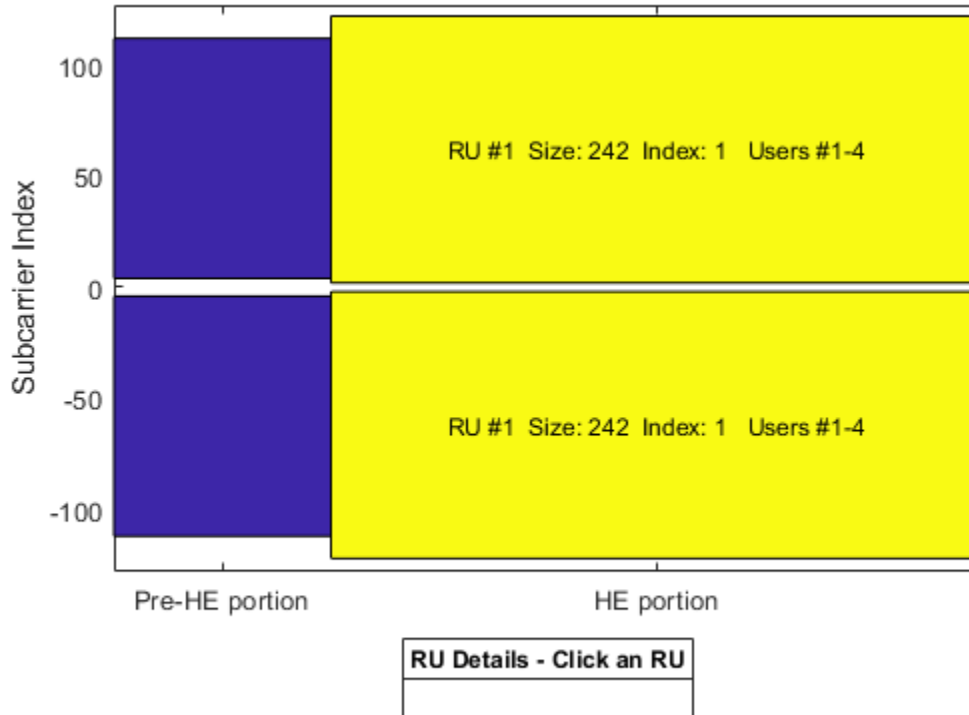 Subcarrier Index
100
50
0
-50
-100
RU #1 Size: 242 Index: 1 Users #1-4
RU #1 Size: 242 Index: 1 Users #1-4
Pre-HE portion
HE portion
RU Details - Click an RU